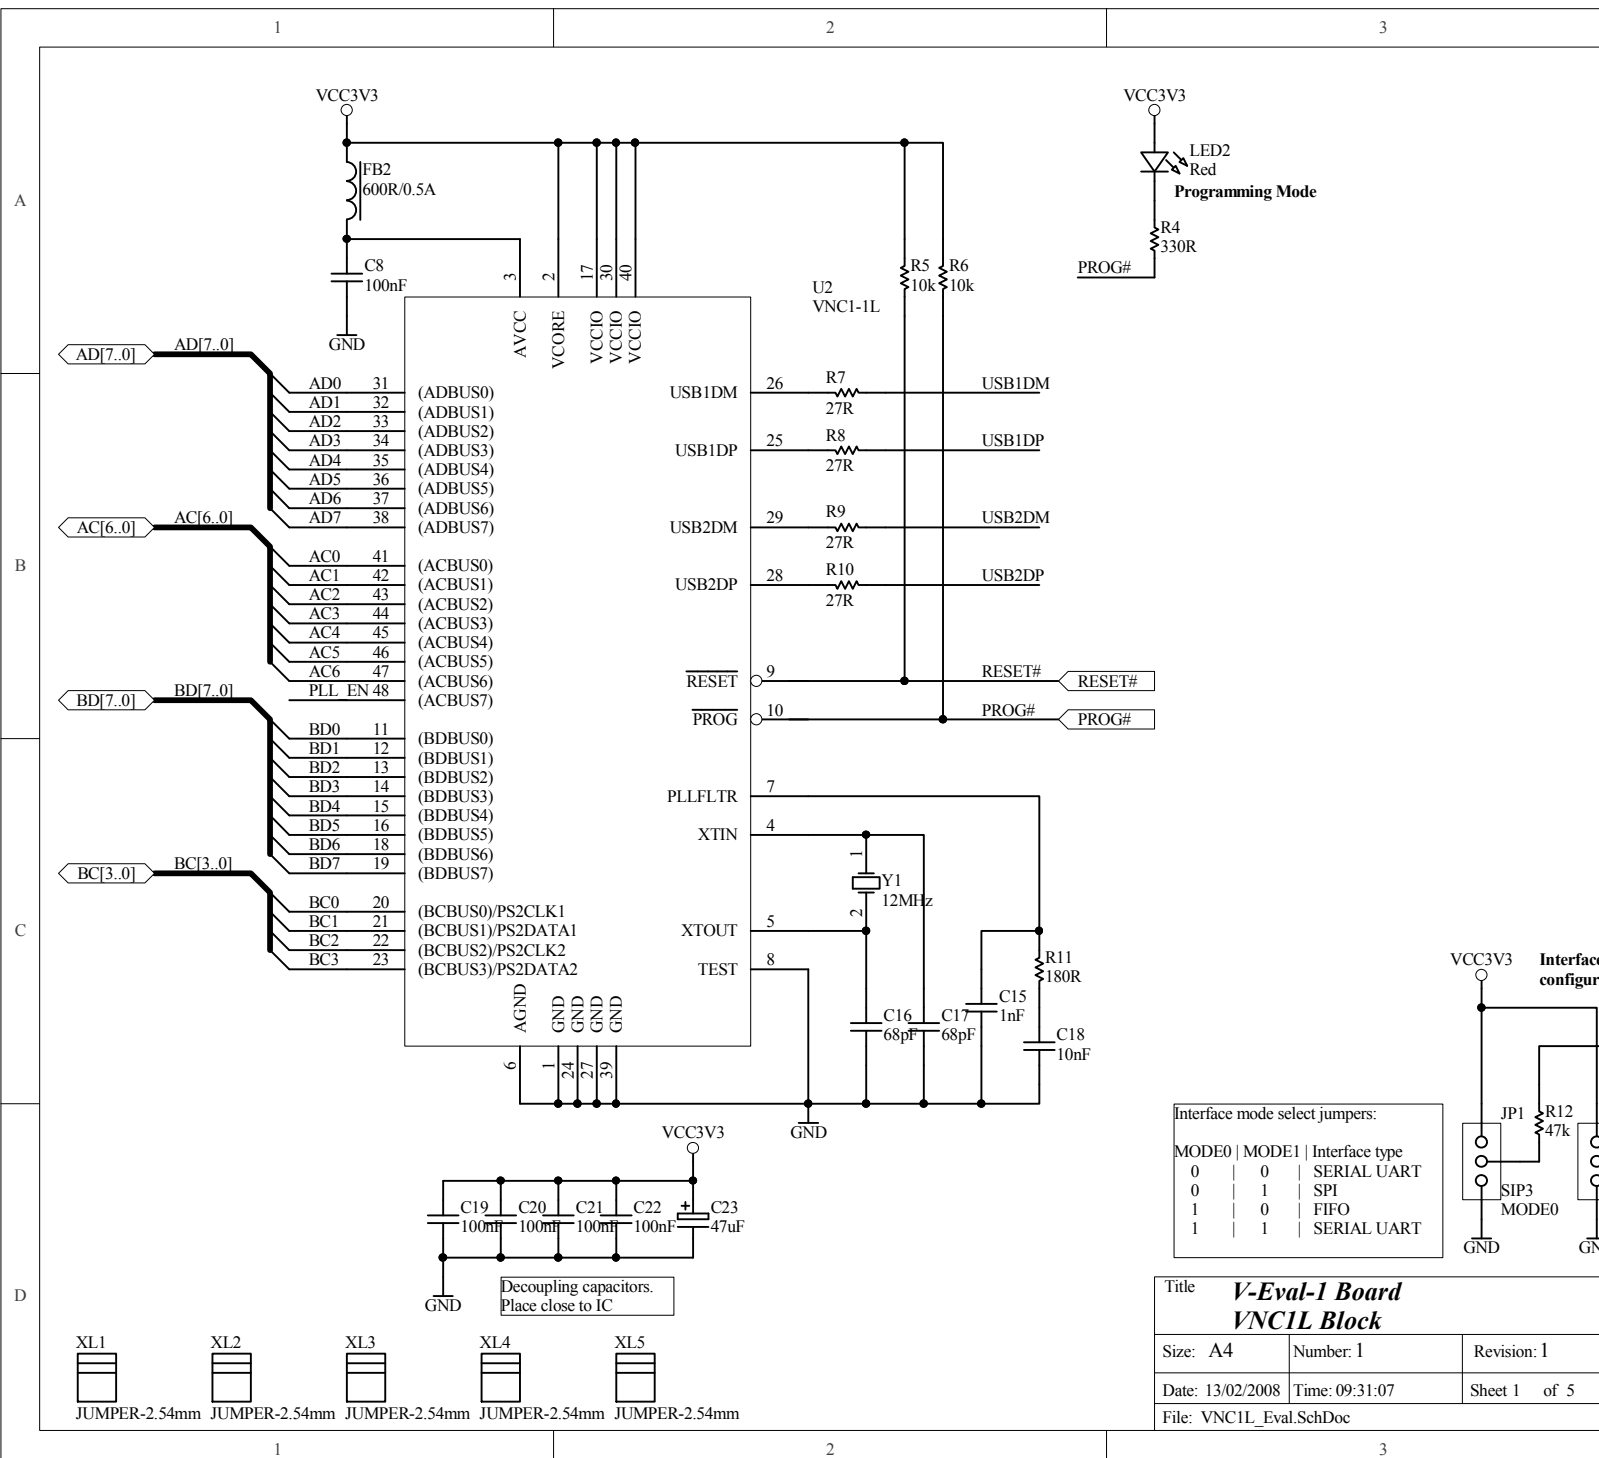 1 2 3
A
B
C
D
VCC3V3
FB2
600R/0.5A
C8
100nF
GND
3
2
17
30
40
AVCC
VCORE
VCCIO
VCCIO
VCCIO
U2
VNC1-1L
R5
10k
R6
10k
VCC3V3
LED2
Red
Programming Mode
R4
330R
PROG#
AD[7..0] AD[7..0]
AD0 31 (ADBUS0)
AD1 32 (ADBUS1)
AD2 33 (ADBUS2)
AD3 34 (ADBUS3)
AD4 35 (ADBUS4)
AD5 36 (ADBUS5)
AD6 37 (ADBUS6)
AD7 38 (ADBUS7)
AC[6..0] AC[6..0]
AC0 41 (ACBUS0)
AC1 42 (ACBUS1)
AC2 43 (ACBUS2)
AC3 44 (ACBUS3)
AC4 45 (ACBUS4)
AC5 46 (ACBUS5)
AC6 47 (ACBUS6)
PLL_EN 48 (ACBUS7)
BD[7..0] BD[7..0]
BD0 11 (BDBUS0)
BD1 12 (BDBUS1)
BD2 13 (BDBUS2)
BD3 14 (BDBUS3)
BD4 15 (BDBUS4)
BD5 16 (BDBUS5)
BD6 18 (BDBUS6)
BD7 19 (BDBUS7)
BC[3..0] BC[3..0]
BC0 20 (BCBUS0)/PS2CLK1
BC1 21 (BCBUS1)/PS2DATA1
BC2 22 (BCBUS2)/PS2CLK2
BC3 23 (BCBUS3)/PS2DATA2
USB1DM 26 R7 USB1DM
27R
USB1DP 25 R8 USB1DP
27R
USB2DM 29 R9 USB2DM
27R
USB2DP 28 R10 USB2DP
27R
RESET 9 RESET# RESET#
PROG 10 PROG# PROG#
PLLFLTR 7
XTIN 4
1
Y1
12MHz
2
XTOUT 5
TEST 8
R11
180R
C15
1nF
C16
68pF
C17
68pF
C18
10nF
AGND
GND
GND
GND
GND
6
1
24
27
39
GND
VCC3V3
C19
100nF
C20
100nF
C21
100nF
C22
100nF
+ C23
47uF
GND
Decoupling capacitors.
Place close to IC
XL1 XL2 XL3 XL4 XL5
JUMPER-2.54mm JUMPER-2.54mm JUMPER-2.54mm JUMPER-2.54mm JUMPER-2.54mm
VCC3V3
Interface
configur
JP1
R12
47k
SIP3
MODE0
GND
GN
Interface mode select jumpers:
MODE0 | MODE1 | Interface type
0 | 0 | SERIAL UART
0 | 1 | SPI
1 | 0 | FIFO
1 | 1 | SERIAL UART
Title V-Eval-1 Board
VNC1L Block
Size: A4 Number: 1 Revision: 1
Date: 13/02/2008 Time: 09:31:07 Sheet 1 of 5
File: VNC1L_Eval.SchDoc
1 2 3